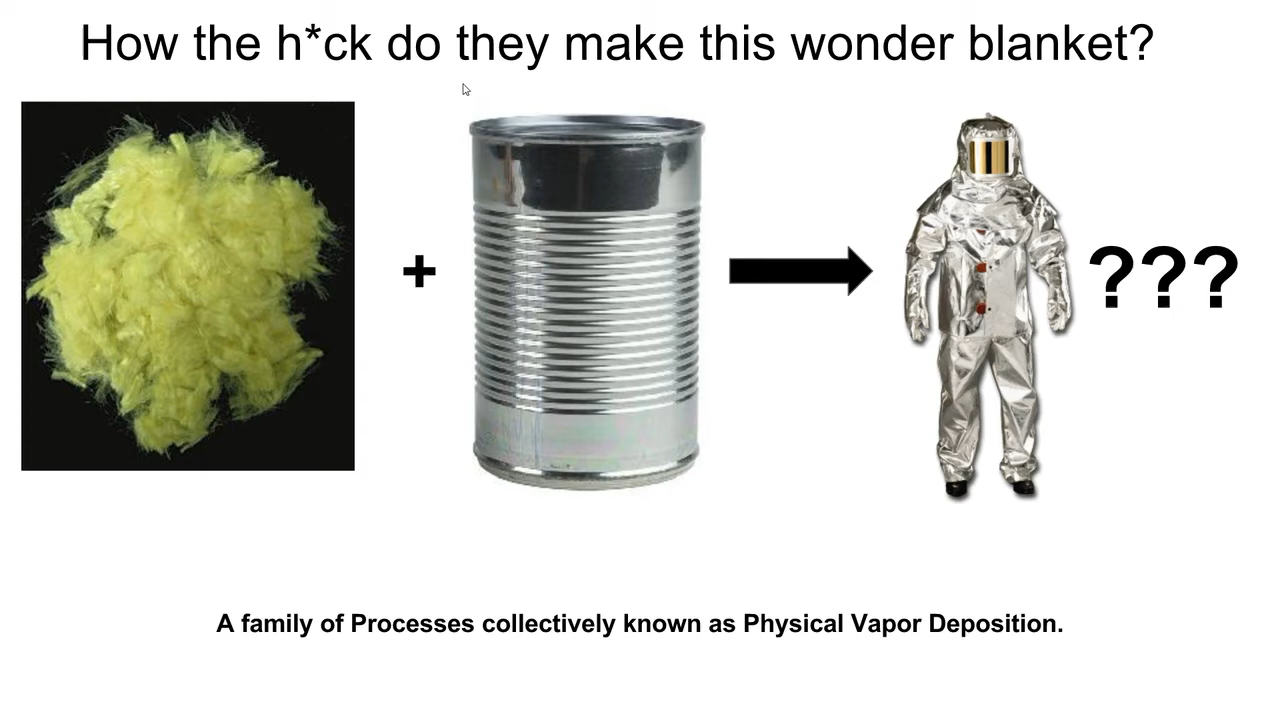 How the h*ck do they make this wonder blanket?
+
???
A family of Processes collectively known as Physical Vapor Deposition.